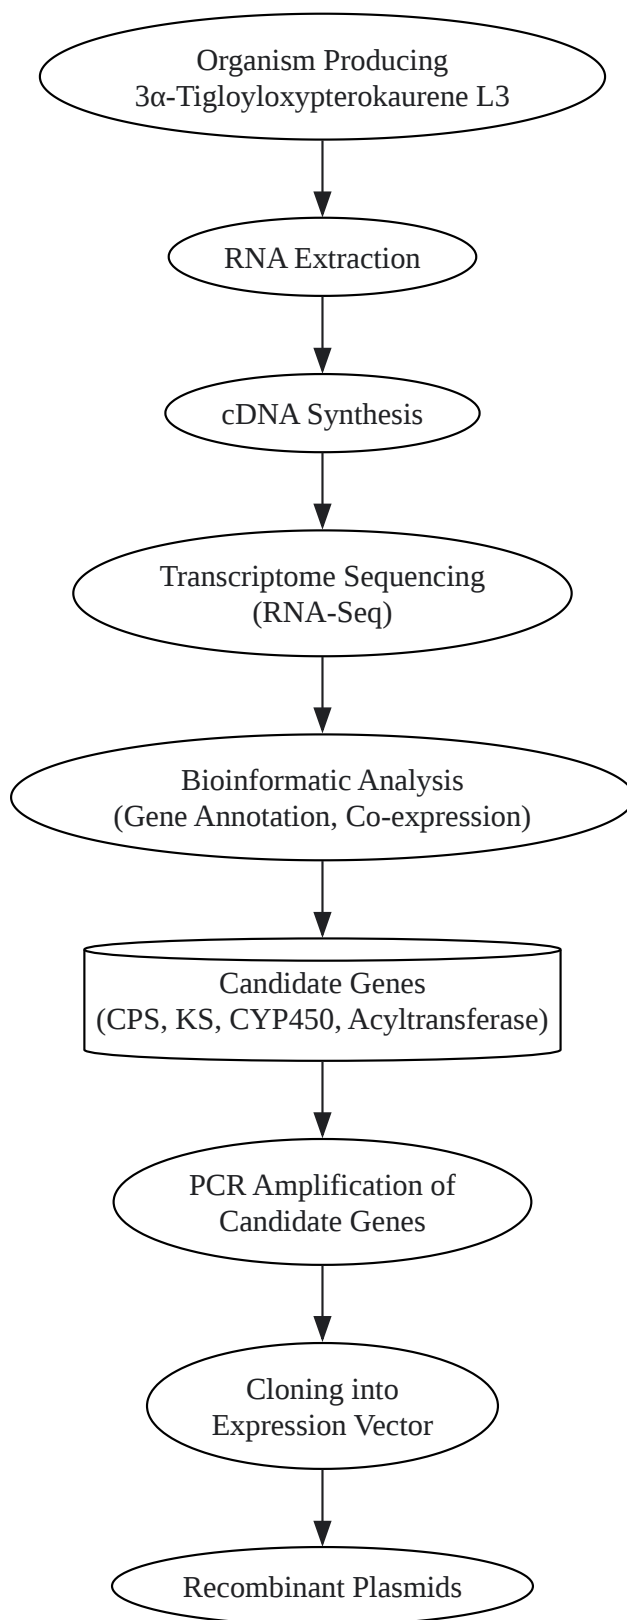 Organism Producing
3α-Tigloyloxypterokaurene L3
RNA Extraction
cDNA Synthesis
Transcriptome Sequencing
(RNA-Seq)
Bioinformatic Analysis
(Gene Annotation, Co-expression)
Candidate Genes
(CPS, KS, CYP450, Acyltransferase)
PCR Amplification of
Candidate Genes
Cloning into
Expression Vector
Recombinant Plasmids